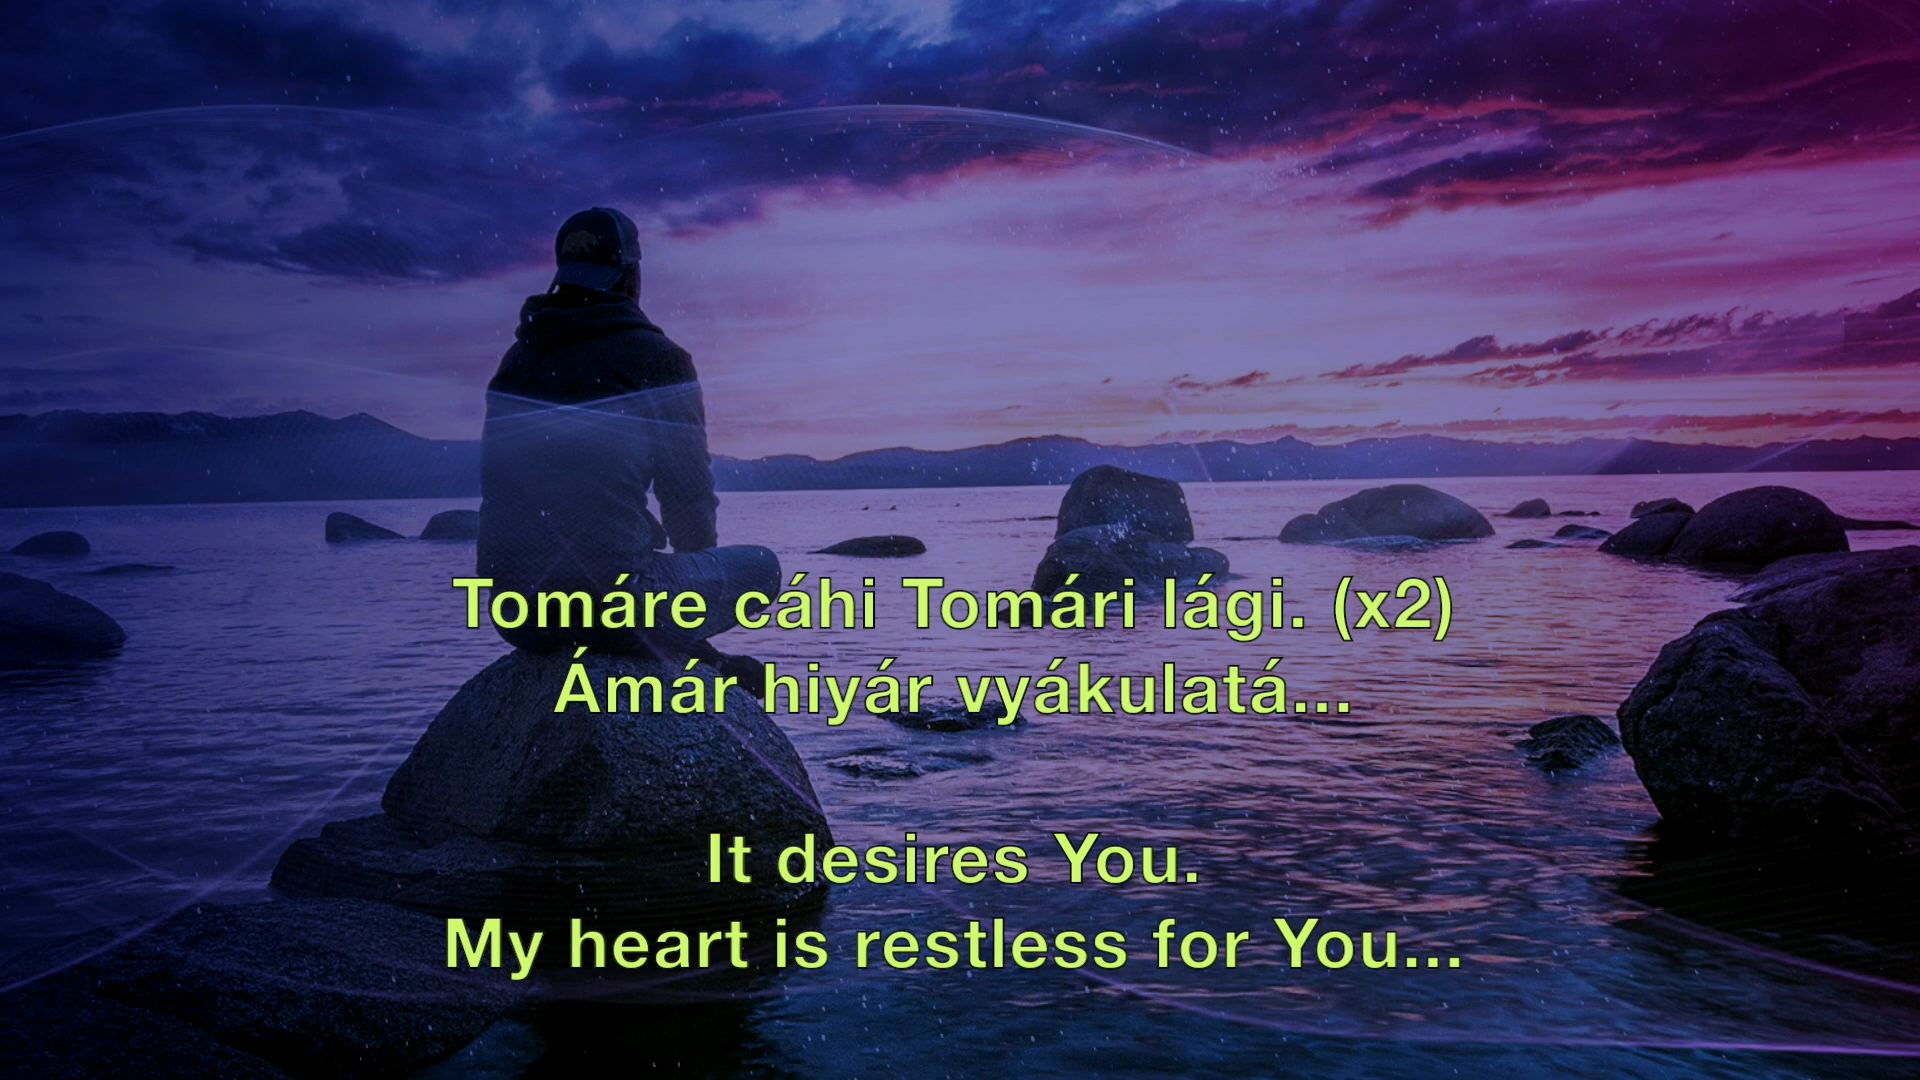 Tomáre cáhi Tomári lági. (x2)
Ámár hiyár vyákulatá...
It desires You.
My heart is restless for You...